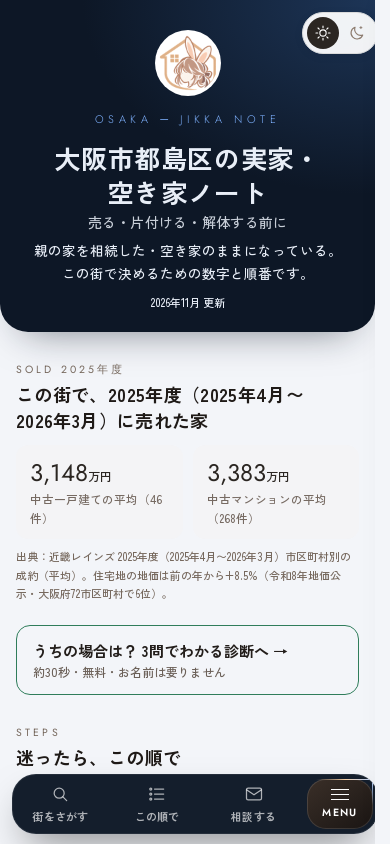 OSAKA — JIKKA NOTE
大阪市都島区の実家・
空き家ノート
売る・片付ける・解体する前に
親の家を相続した・空き家のままになっている。
この街で決めるための数字と順番です。
2026年11月 更新
SOLD 2025年度
この街で、2025年度（2025年4月〜
2026年3月）に売れた家
3,148万円
中古一戸建ての平均（46
件）
3,383万円
中古マンションの平均
（268件）
出典：近畿レインズ 2025年度（2025年4月〜2026年3月）市区町村別の
成約（平均）。住宅地の地価は前の年から+8.5%（令和8年地価公
示・大阪府72市区町村で6位）。
うちの場合は？ 3問でわかる診断へ →
約30秒・無料・お名前は要りません
STEPS
迷ったら、この順で
街をさがす
この順で
相談する
MENU